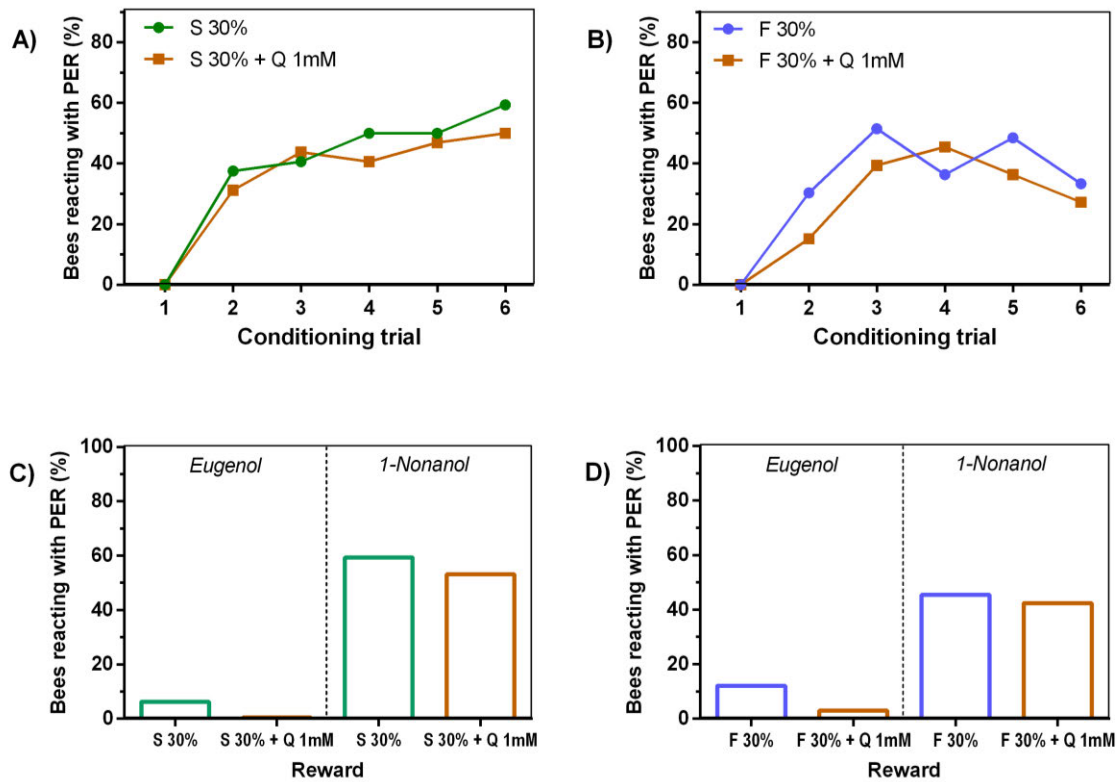 A)
Bees reacting with PER (%)
80
60
40
20
0
S 30%
S 30% + Q 1mM
1 2 3 4 5 6
Conditioning trial
B)
Bees reacting with PER (%)
80
60
40
20
0
F 30%
F 30% + Q 1mM
1 2 3 4 5 6
Conditioning trial
C)
Bees reacting with PER (%)
100
80
60
40
20
0
Eugenol 1-Nonanol
S 30% S 30% + Q 1mM S 30% S 30% + Q 1mM
Reward
D)
Bees reacting with PER (%)
100
80
60
40
20
0
Eugenol 1-Nonanol
F 30% F 30% + Q 1mM F 30% F 30% + Q 1mM
Reward